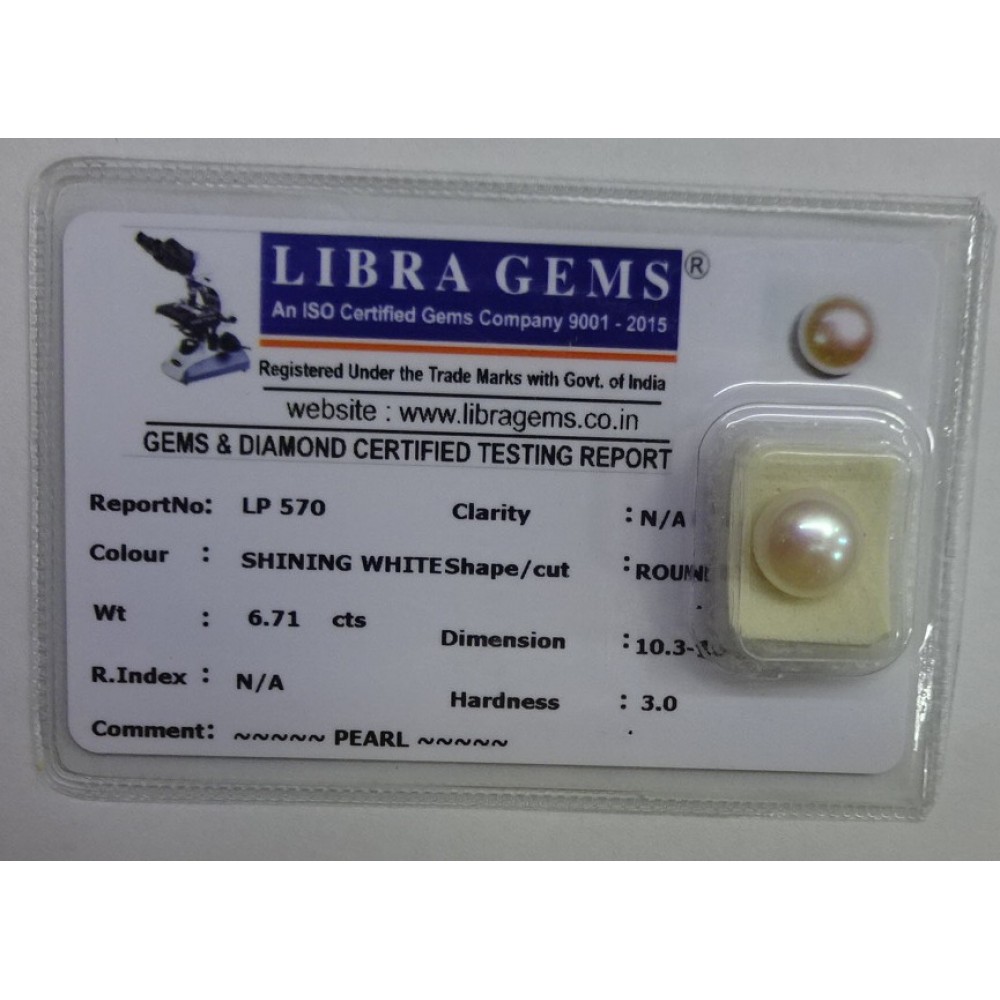 LIBRA GEMS ®
An ISO Certified Gems Company 9001 - 2015
Registered Under the Trade Marks with Govt. of India
website : www.libragems.co.in
GEMS & DIAMOND CERTIFIED TESTING REPORT
ReportNo: LP 570 Clarity : N/A
Colour : SHINING WHITE Shape/cut :
Wt : 6.71 cts Dimension : 10.3-
R.Index : N/A Hardness : 3.0
Comment: ~~~~~ PEARL ~~~~~